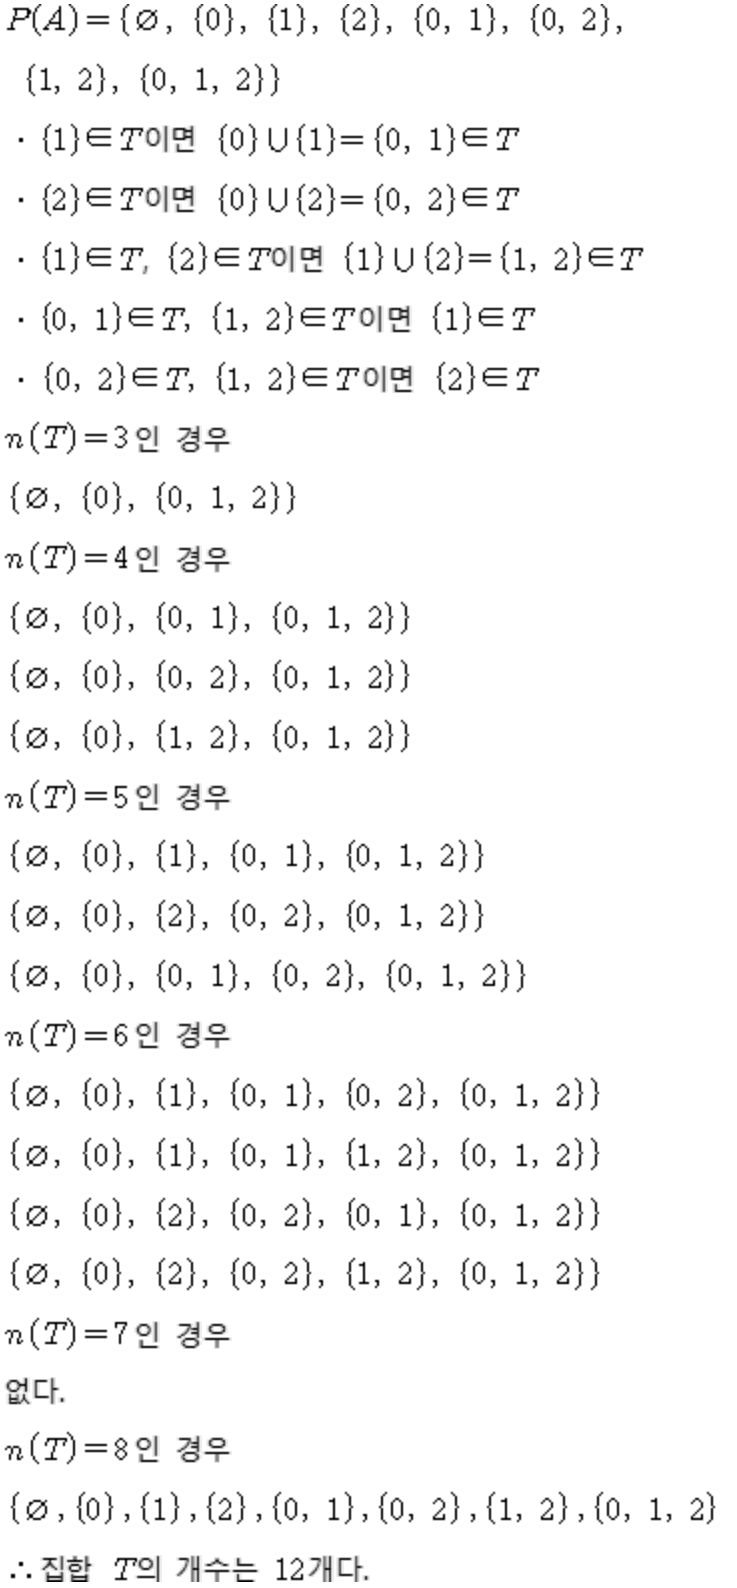 P(A)={∅, {0}, {1}, {2}, {0, 1}, {0, 2},
{1, 2}, {0, 1, 2}}
· {1}∈T이면 {0}∪{1}={0, 1}∈T
· {2}∈T이면 {0}∪{2}={0, 2}∈T
· {1}∈T, {2}∈T이면 {1}∪{2}={1, 2}∈T
· {0, 1}∈T, {1, 2}∈T이면 {1}∈T
· {0, 2}∈T, {1, 2}∈T이면 {2}∈T
n(T)=3인 경우
{∅, {0}, {0, 1, 2}}
n(T)=4인 경우
{∅, {0}, {0, 1}, {0, 1, 2}}
{∅, {0}, {0, 2}, {0, 1, 2}}
{∅, {0}, {1, 2}, {0, 1, 2}}
n(T)=5인 경우
{∅, {0}, {1}, {0, 1}, {0, 1, 2}}
{∅, {0}, {2}, {0, 2}, {0, 1, 2}}
{∅, {0}, {0, 1}, {0, 2}, {0, 1, 2}}
n(T)=6인 경우
{∅, {0}, {1}, {0, 1}, {0, 2}, {0, 1, 2}}
{∅, {0}, {1}, {0, 1}, {1, 2}, {0, 1, 2}}
{∅, {0}, {2}, {0, 2}, {0, 1}, {0, 1, 2}}
{∅, {0}, {2}, {0, 2}, {1, 2}, {0, 1, 2}}
n(T)=7인 경우
없다.
n(T)=8인 경우
{∅,{0},{1},{2},{0, 1},{0, 2},{1, 2},{0, 1, 2}
∴ 집합 T의 개수는 12개다.